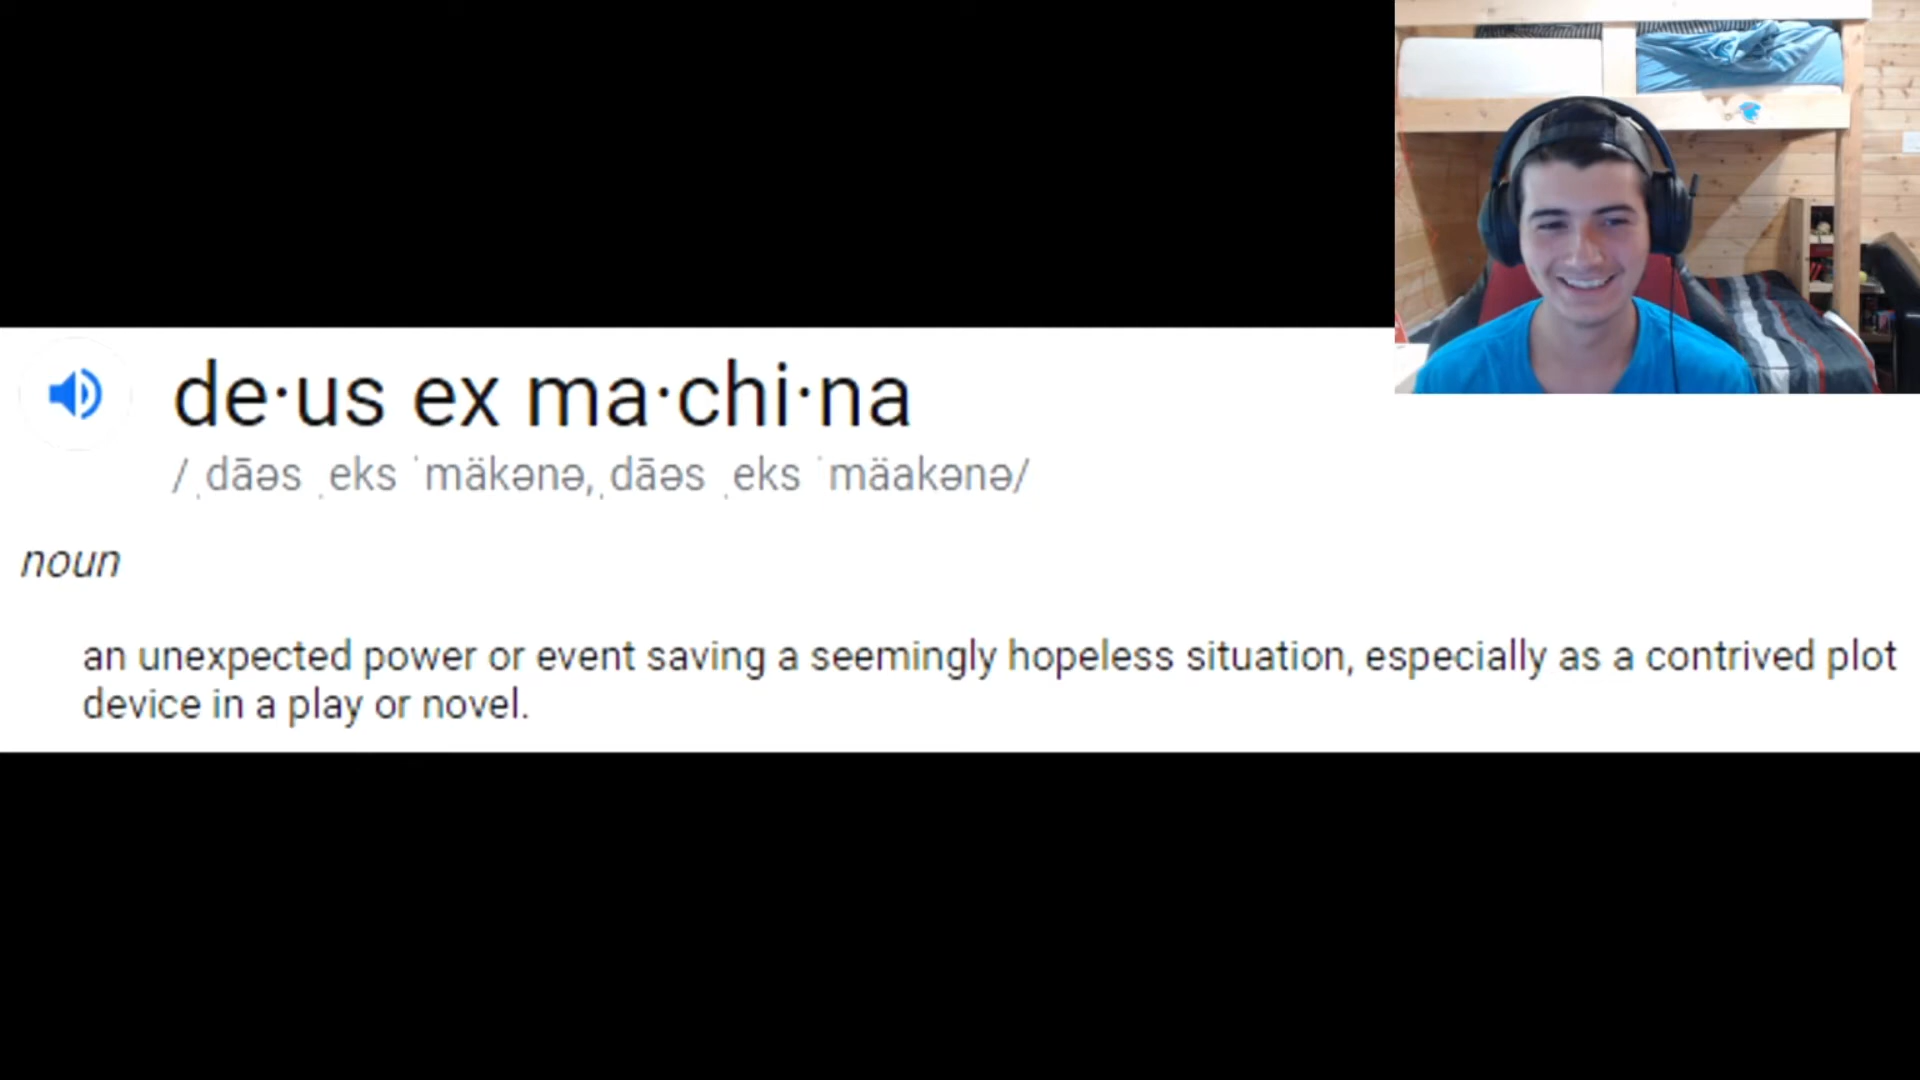 de·us ex ma·chi·na
/ˌdāəs ˌeks ˈmäkənə,ˌdāəs ˌeks ˈmäakənə/
noun
an unexpected power or event saving a seemingly hopeless situation, especially as a contrived plot
device in a play or novel.